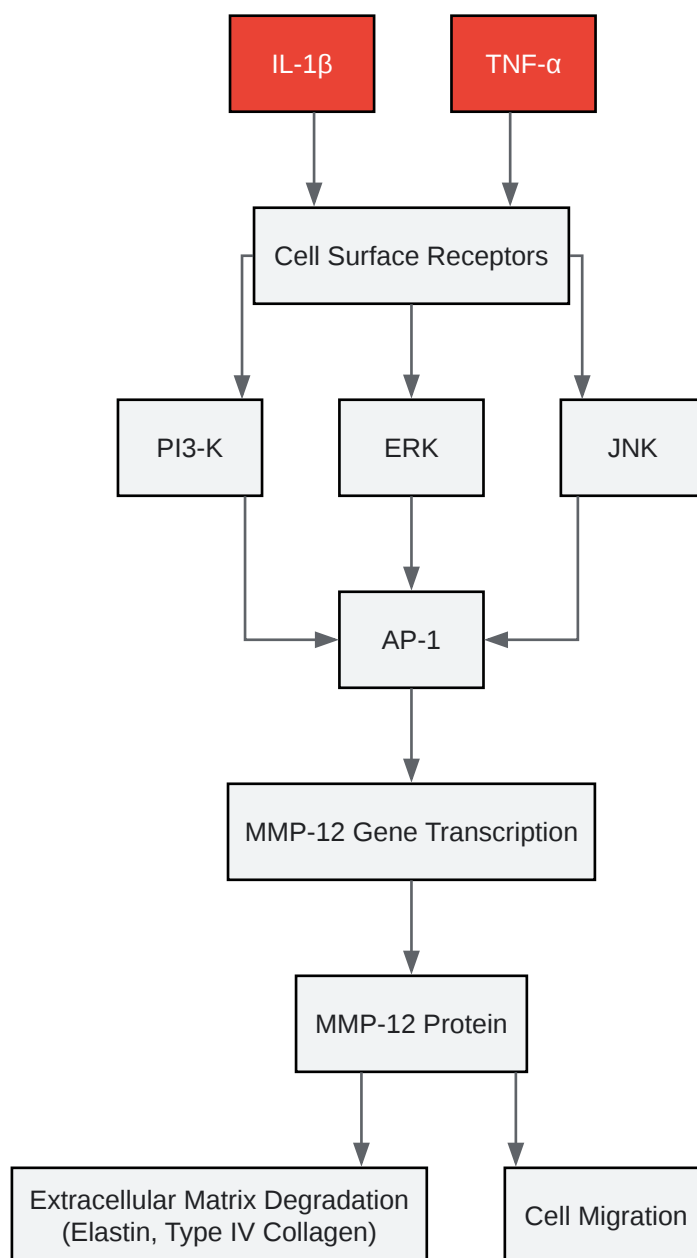 IL-1β
TNF-α
Cell Surface Receptors
PI3-K
ERK
JNK
AP-1
MMP-12 Gene Transcription
MMP-12 Protein
Extracellular Matrix Degradation
(Elastin, Type IV Collagen)
Cell Migration